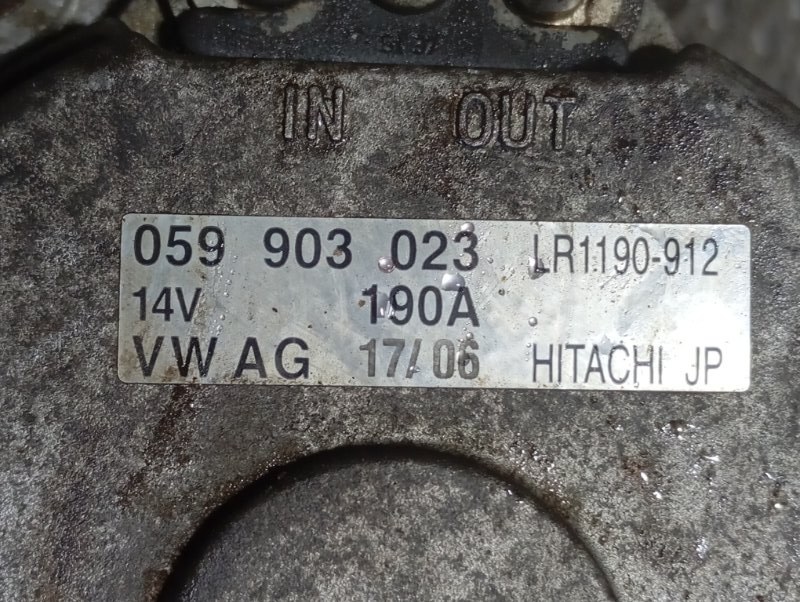 IN OUT
059 903 023 LR1190-912
14V 190A
VW AG 17/06 HITACHI JP